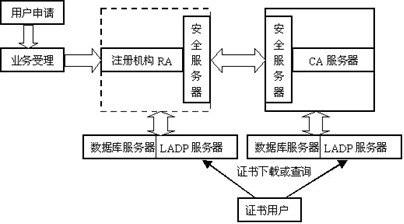 用户申请
业务受理
注册机构 RA
安全服务器
安全服务器
CA 服务器
数据库服务器
LADP 服务器
数据库服务器
LADP 服务器
证书下载或查询
证书用户